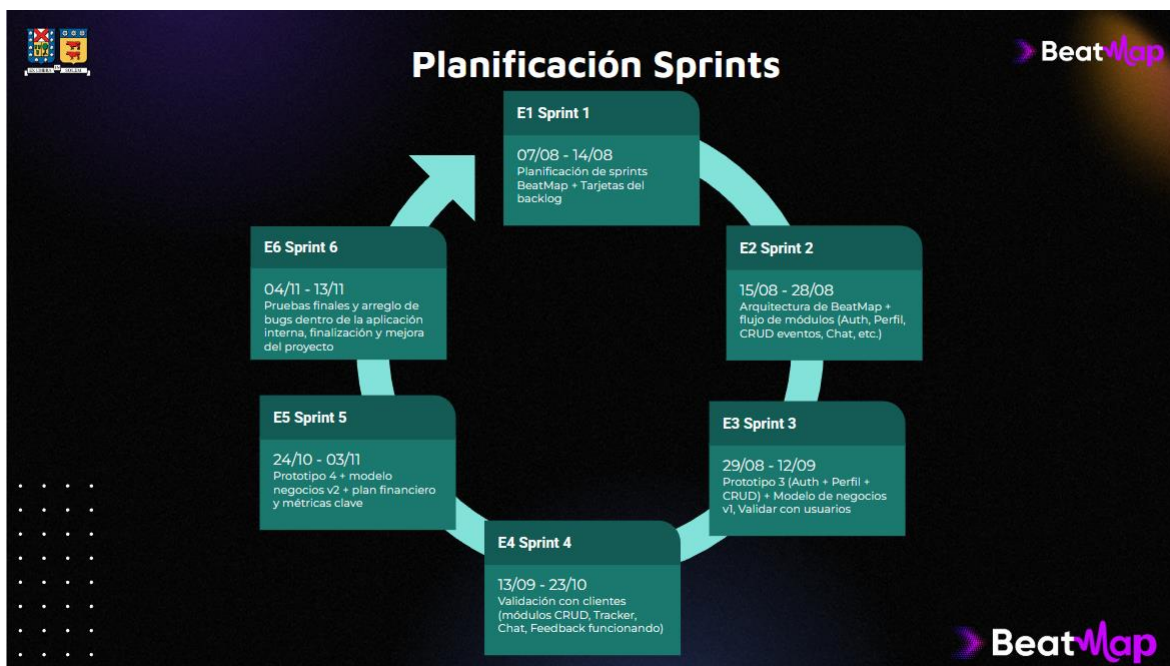 Planificación Sprints
BeatMap
E1 Sprint 1
07/08 - 14/08
Planificación de sprints
BeatMap + Tarjetas del
backlog
E2 Sprint 2
15/08 - 28/08
Arquitectura de BeatMap +
flujo de módulos (Auth, Perfil,
CRUD eventos, Chat, etc.)
E3 Sprint 3
29/08 - 12/09
Prototipo 3 (Auth + Perfil +
CRUD) + Modelo de negocios
v1, Validar con usuarios
E4 Sprint 4
13/09 - 23/10
Validación con clientes
(módulos CRUD, Tracker,
Chat, Feedback funcionando)
E5 Sprint 5
24/10 - 03/11
Prototipo 4 + modelo
negocios v2 + plan financiero
y métricas clave
E6 Sprint 6
04/11 - 13/11
Pruebas finales y arreglo de
bugs dentro de la aplicación
interna, finalización y mejora
del proyecto
BeatMap